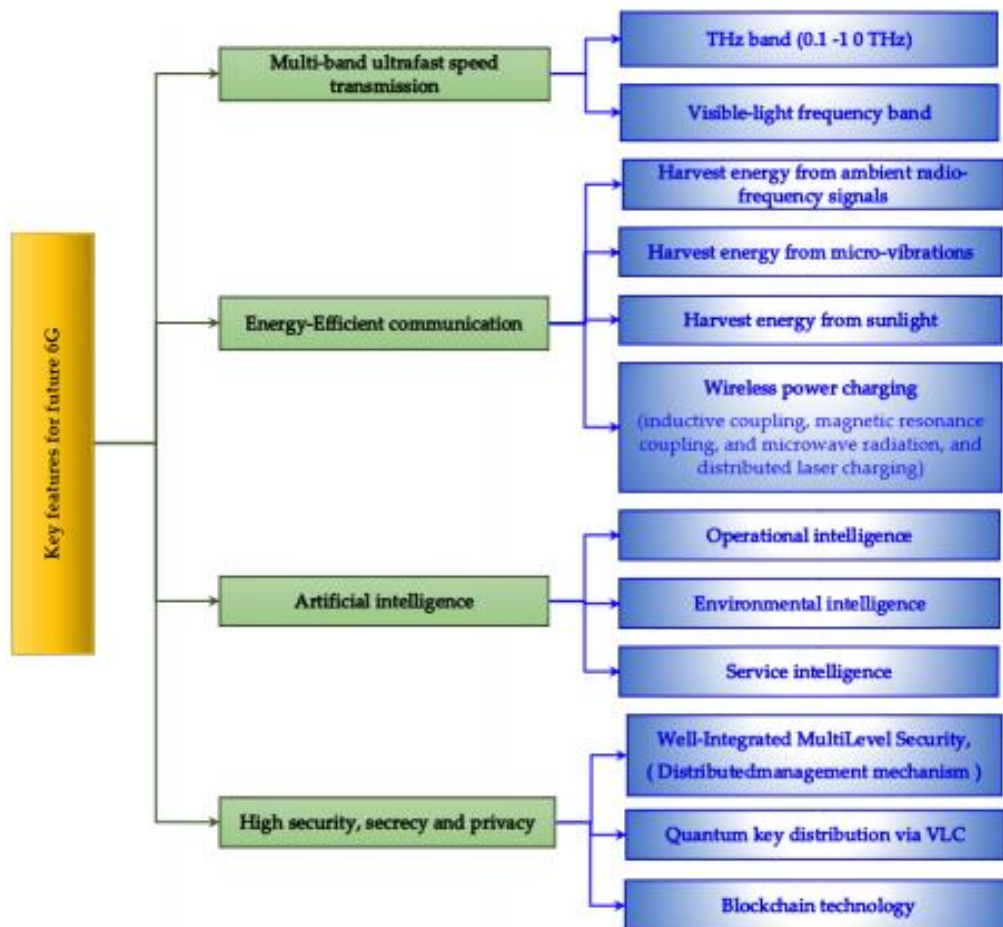 Key features for future 6G
Multi-band ultrafast speed
transmission
THz band (0.1 -1 0 THz)
Visible-light frequency band
Energy-Efficient communication
Harvest energy from ambient radio-
frequency signals
Harvest energy from micro-vibrations
Harvest energy from sunlight
Wireless power charging
(inductive coupling, magnetic resonance
coupling, and microwave radiation, and
distributed laser charging)
Artificial intelligence
Operational intelligence
Environmental intelligence
Service intelligence
High security, secrecy and privacy
Well-Integrated MultiLevel Security,
( Distributedmanagement mechanism )
Quantum key distribution via VLC
Blockchain technology